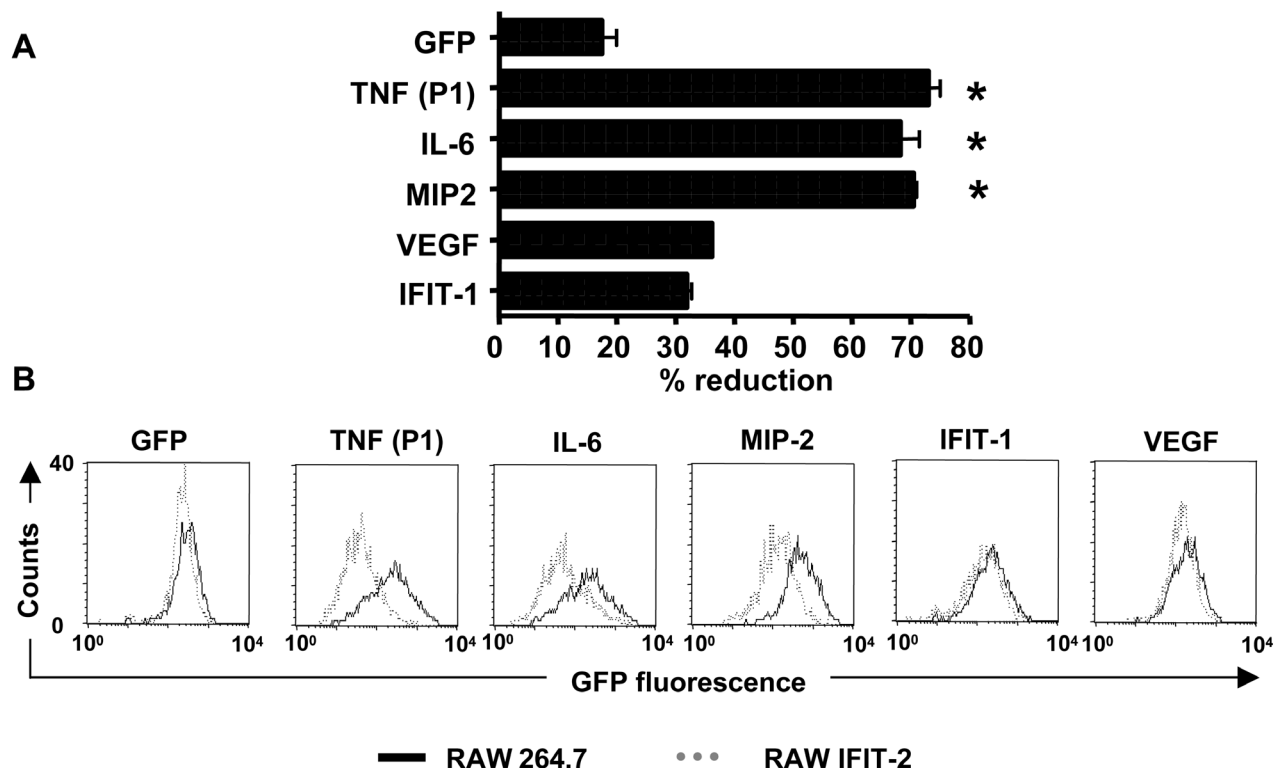 A
GFP
TNF (P1)
*
IL-6
*
MIP2
*
VEGF
IFIT-1
0 10 20 30 40 50 60 70 80
% reduction
B
GFP TNF (P1) IL-6 MIP-2 IFIT-1 VEGF
40
Counts
0
10⁰ 10⁴ 10⁰ 10⁴ 10⁰ 10⁴ 10⁰ 10⁴ 10⁰ 10⁴ 10⁰ 10⁴
GFP fluorescence
RAW 264.7 RAW IFIT-2